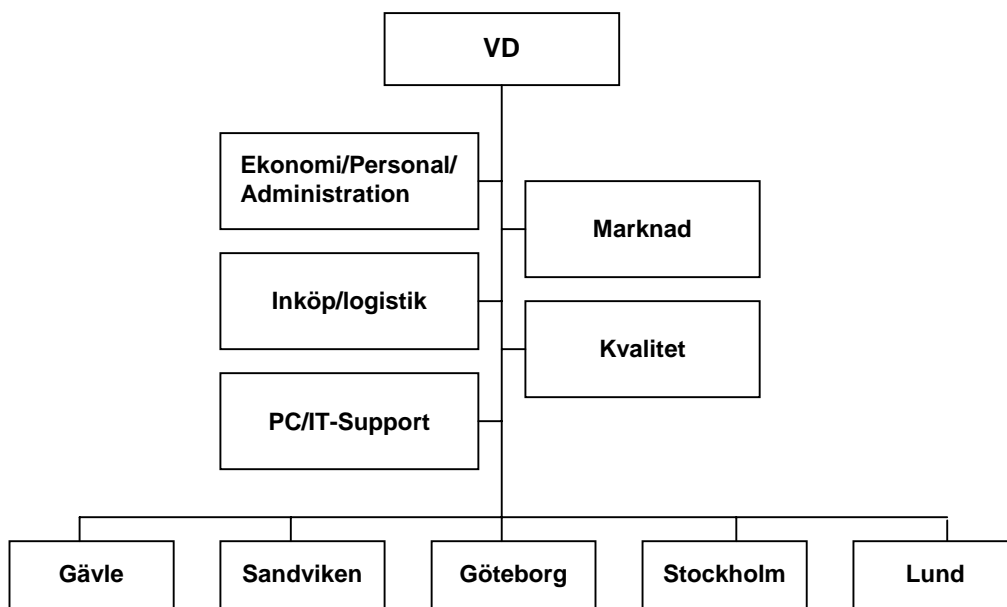 VD
Ekonomi/Personal/
Administration
Marknad
Inköp/logistik
Kvalitet
PC/IT-Support
Gävle
Sandviken
Göteborg
Stockholm
Lund